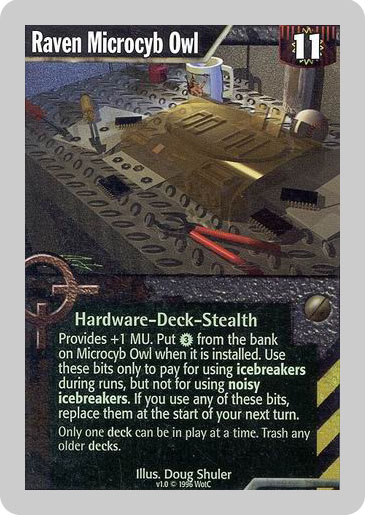 Raven Microcyb Owl
11
Hardware-Deck-Stealth
Provides +1 MU. Put 3 from the bank
on Microcyb Owl when it is installed. Use
these bits only to pay for using icebreakers
during runs, but not for using noisy
icebreakers. If you use any of these bits,
replace them at the start of your next turn.
Only one deck can be in play at a time. Trash any
older decks.
Illus. Doug Shuler
v1.0 © 1996 WotC